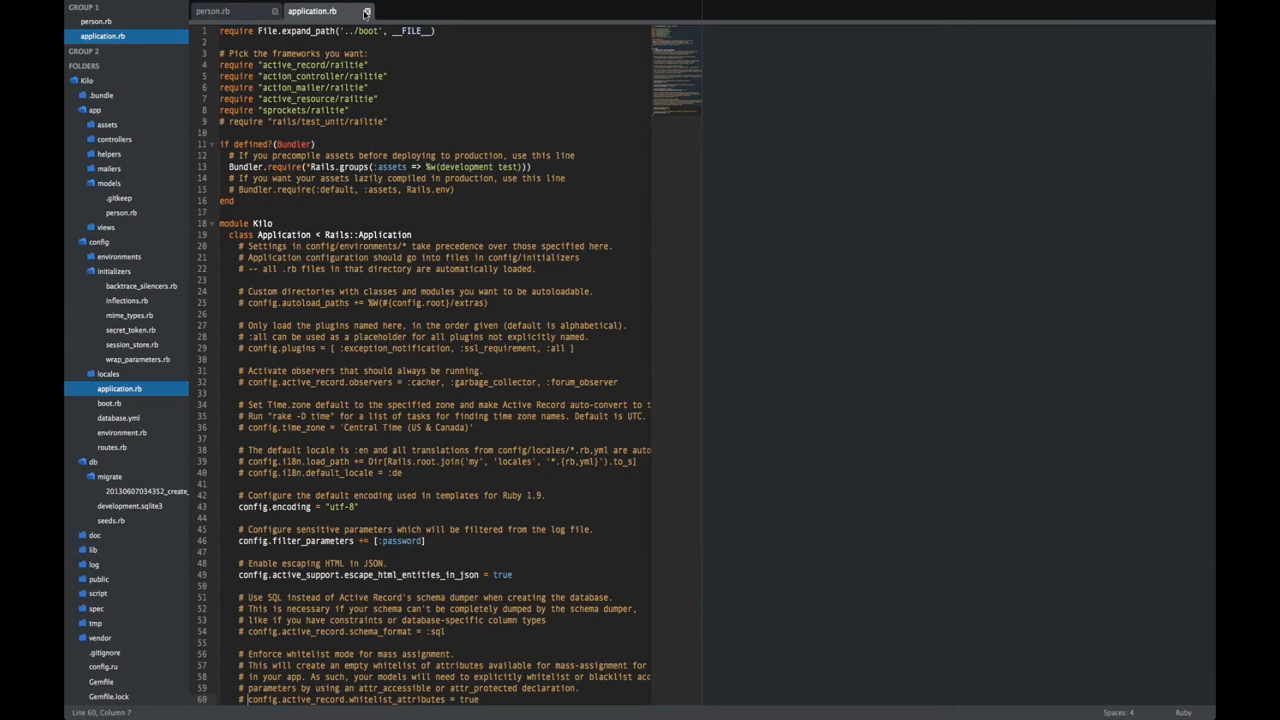 GROUP 1
person.rb
application.rb
GROUP 2
FOLDERS
Kilo
.bundle
app
assets
controllers
helpers
mailers
models
.gitkeep
person.rb
views
config
environments
initializers
backtrace_silencers.rb
inflections.rb
mime_types.rb
secret_token.rb
session_store.rb
wrap_parameters.rb
locales
application.rb
boot.rb
database.yml
environment.rb
routes.rb
db
migrate
20130607034352_create_
development.sqlite3
seeds.rb
doc
lib
log
public
script
spec
tmp
vendor
.gitignore
config.ru
Gemfile
Gemfile.lock
person.rb
application.rb
1 require File.expand_path('../boot', __FILE__)
2
3 # Pick the frameworks you want:
4 require "active_record/railtie"
5 require "action_controller/railtie"
6 require "action_mailer/railtie"
7 require "active_resource/railtie"
8 require "sprockets/railtie"
9 # require "rails/test_unit/railtie"
10
11 if defined?(Bundler)
12 # If you precompile assets before deploying to production, use this line
13 Bundler.require(*Rails.groups(:assets => %w(development test)))
14 # If you want your assets lazily compiled in production, use this line
15 # Bundler.require(:default, :assets, Rails.env)
16 end
17
18 module Kilo
19 class Application < Rails::Application
20 # Settings in config/environments/* take precedence over those specified here.
21 # Application configuration should go into files in config/initializers
22 # -- all .rb files in that directory are automatically loaded.
23
24 # Custom directories with classes and modules you want to be autoloadable.
25 # config.autoload_paths += %W(#{config.root}/extras)
26
27 # Only load the plugins named here, in the order given (default is alphabetical).
28 # :all can be used as a placeholder for all plugins not explicitly named.
29 # config.plugins = [ :exception_notification, :ssl_requirement, :all ]
30
31 # Activate observers that should always be running.
32 # config.active_record.observers = :cacher, :garbage_collector, :forum_observer
33
34 # Set Time.zone default to the specified zone and make Active Record auto-convert to t
35 # Run "rake -D time" for a list of tasks for finding time zone names. Default is UTC.
36 # config.time_zone = 'Central Time (US & Canada)'
37
38 # The default locale is :en and all translations from config/locales/*.rb,yml are auto
39 # config.i18n.load_path += Dir[Rails.root.join('my', 'locales', '*.{rb,yml}').to_s]
40 # config.i18n.default_locale = :de
41
42 # Configure the default encoding used in templates for Ruby 1.9.
43 config.encoding = "utf-8"
44
45 # Configure sensitive parameters which will be filtered from the log file.
46 config.filter_parameters += [:password]
47
48 # Enable escaping HTML in JSON.
49 config.active_support.escape_html_entities_in_json = true
50
51 # Use SQL instead of Active Record's schema dumper when creating the database.
52 # This is necessary if your schema can't be completely dumped by the schema dumper,
53 # like if you have constraints or database-specific column types
54 # config.active_record.schema_format = :sql
55
56 # Enforce whitelist mode for mass assignment.
57 # This will create an empty whitelist of attributes available for mass-assignment for
58 # in your app. As such, your models will need to explicitly whitelist or blacklist acc
59 # parameters by using an attr_accessible or attr_protected declaration.
60 # config.active_record.whitelist_attributes = true
Line 60, Column 7
Spaces: 4
Ruby